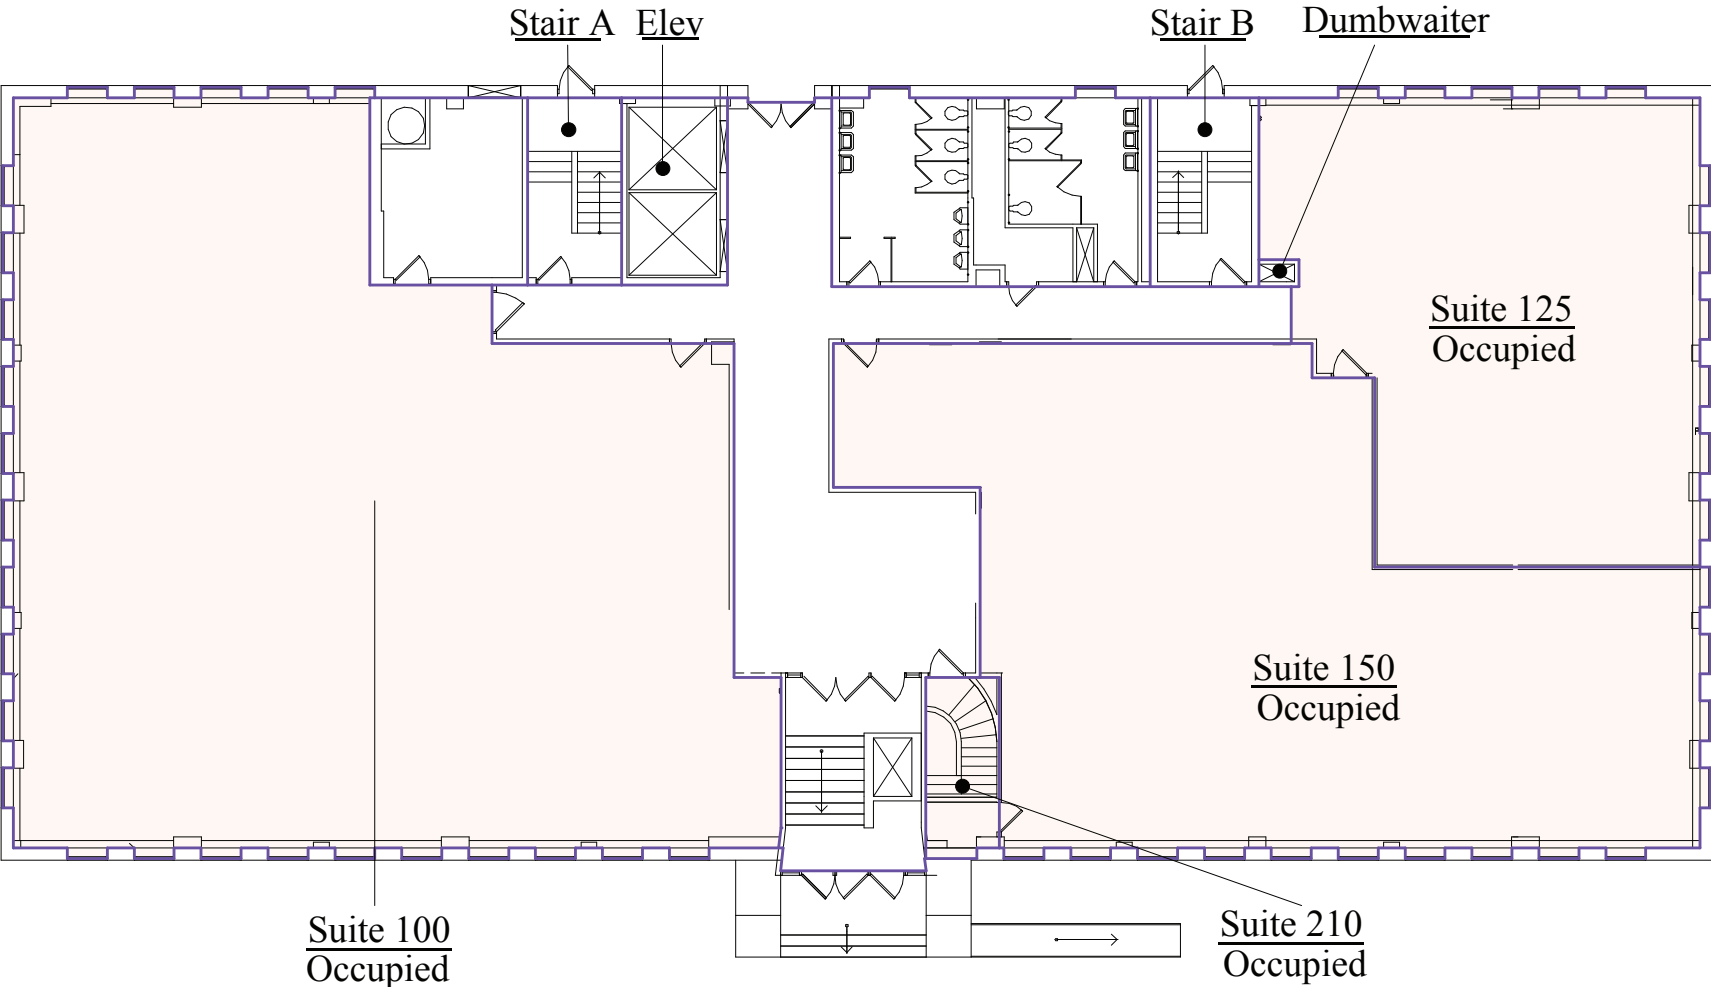 Stair A
Elev
Stair B
Dumbwaiter
Suite 125
Occupied
Suite 150
Occupied
Suite 100
Occupied
Suite 210
Occupied